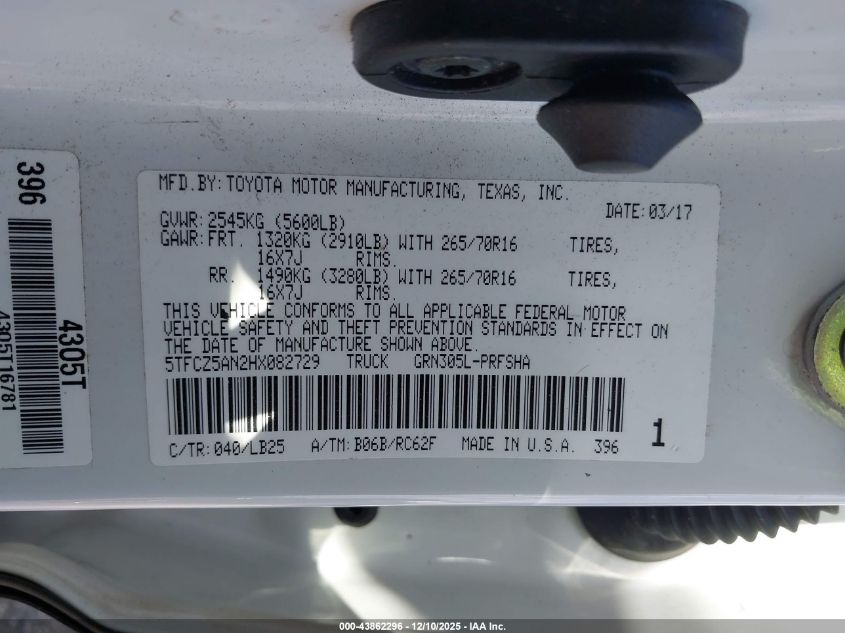 MFD.BY: TOYOTA MOTOR MANUFACTURING, TEXAS, INC.
DATE: 03/17
GVWR: 2545KG (5600LB)
GAWR: FRT. 1320KG (2910LB) WITH 265/70R16 TIRES,
16X7J RIMS.
RR. 1490KG (3280LB) WITH 265/70R16 TIRES,
16X7J RIMS.
THIS VEHICLE CONFORMS TO ALL APPLICABLE FEDERAL MOTOR
VEHICLE SAFETY AND THEFT PREVENTION STANDARDS IN EFFECT ON
THE DATE OF MANUFACTURE SHOWN ABOVE.
5TFCZ5AN2HX082729 TRUCK GRN305L-PRFSHA
C/TR: 040/LB25 A/TM: B06B/RC62F MADE IN U.S.A. 396
1
396
4305T
4305T16781
000-43862296 - 12/10/2025 - IAA Inc.